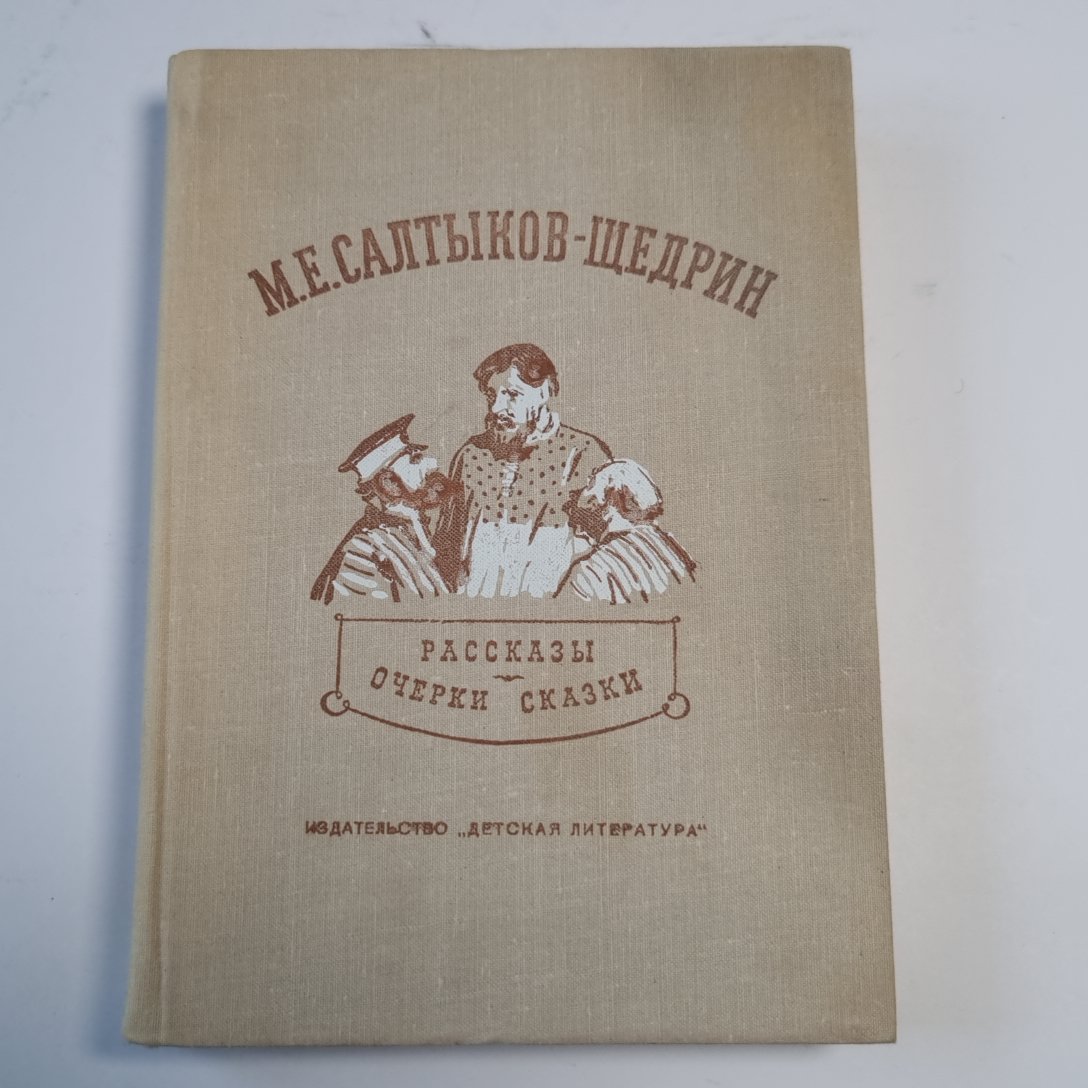 М.Е.САЛТЫКОВ-ЩЕДРИН
РАССКАЗЫ
ОЧЕРКИ СКАЗКИ
ИЗДАТЕЛЬСТВО „ДЕТСКАЯ ЛИТЕРАТУРА"